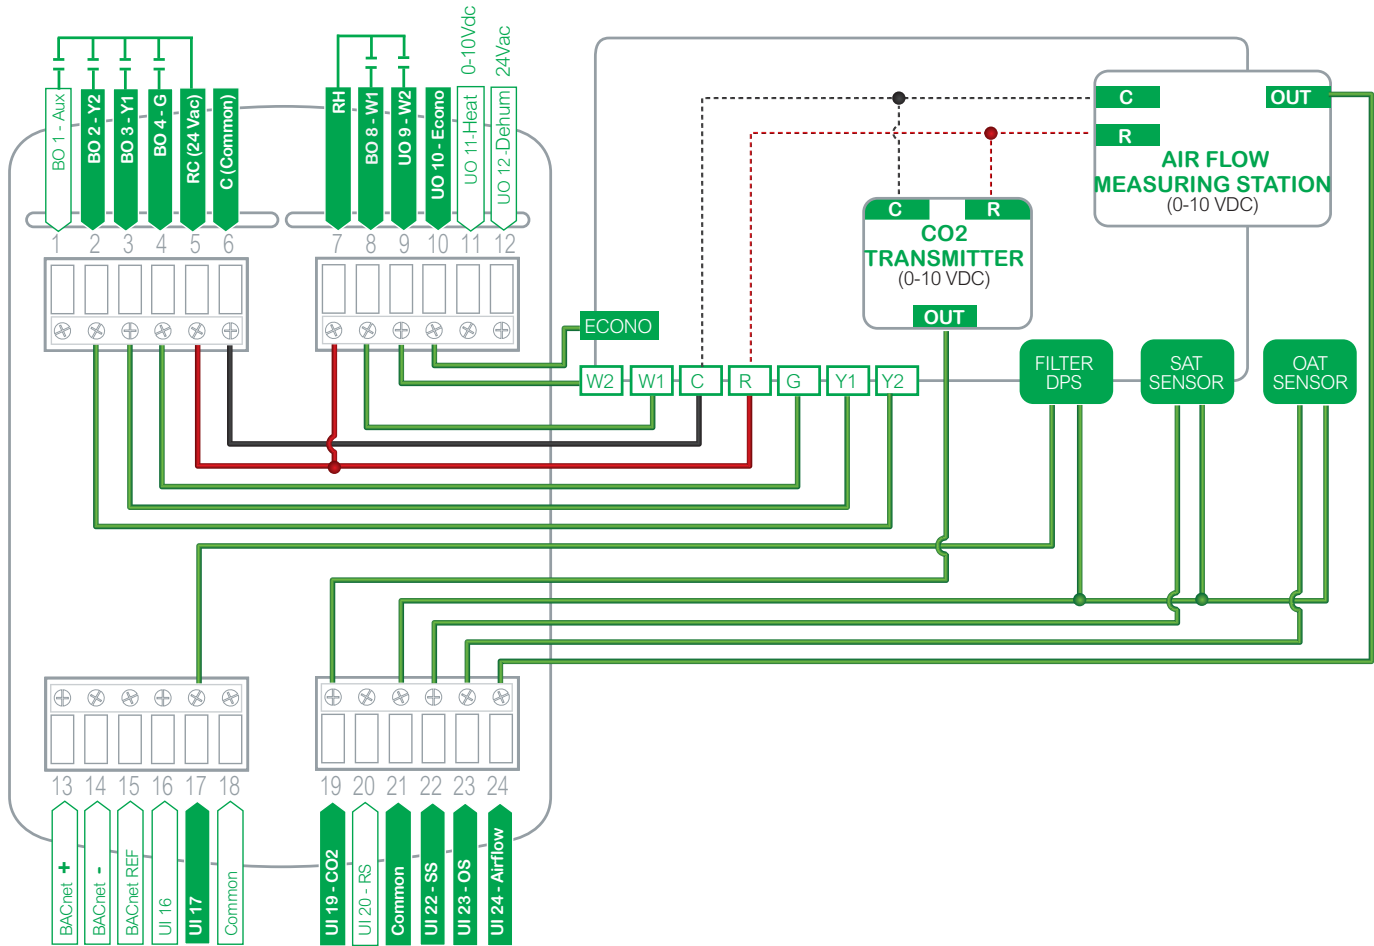 BO 1 - Aux
BO 2 - Y2
BO 3 - Y1
BO 4 - G
RC (24 Vac)
C (Common)
RH
BO 8 - W1
UO 9 - W2
UO 10 - Econo
UO 11-Heat
0-10Vdc
UO 12 -Dehum
24Vac
1
2
3
4
5
6
7
8
9
10
11
12
C
R
OUT
AIR FLOW
MEASURING STATION
(0-10 VDC)
C
R
CO2
TRANSMITTER
(0-10 VDC)
OUT
ECONO
W2
W1
C
R
G
Y1
Y2
FILTER
DPS
SAT
SENSOR
OAT
SENSOR
13
14
15
16
17
18
19
20
21
22
23
24
BACnet +
BACnet -
BACnet REF
UI 16
UI 17
Common
UI 19 - CO2
UI 20 - RS
Common
UI 22 - SS
UI 23 - OS
UI 24 - Airflow